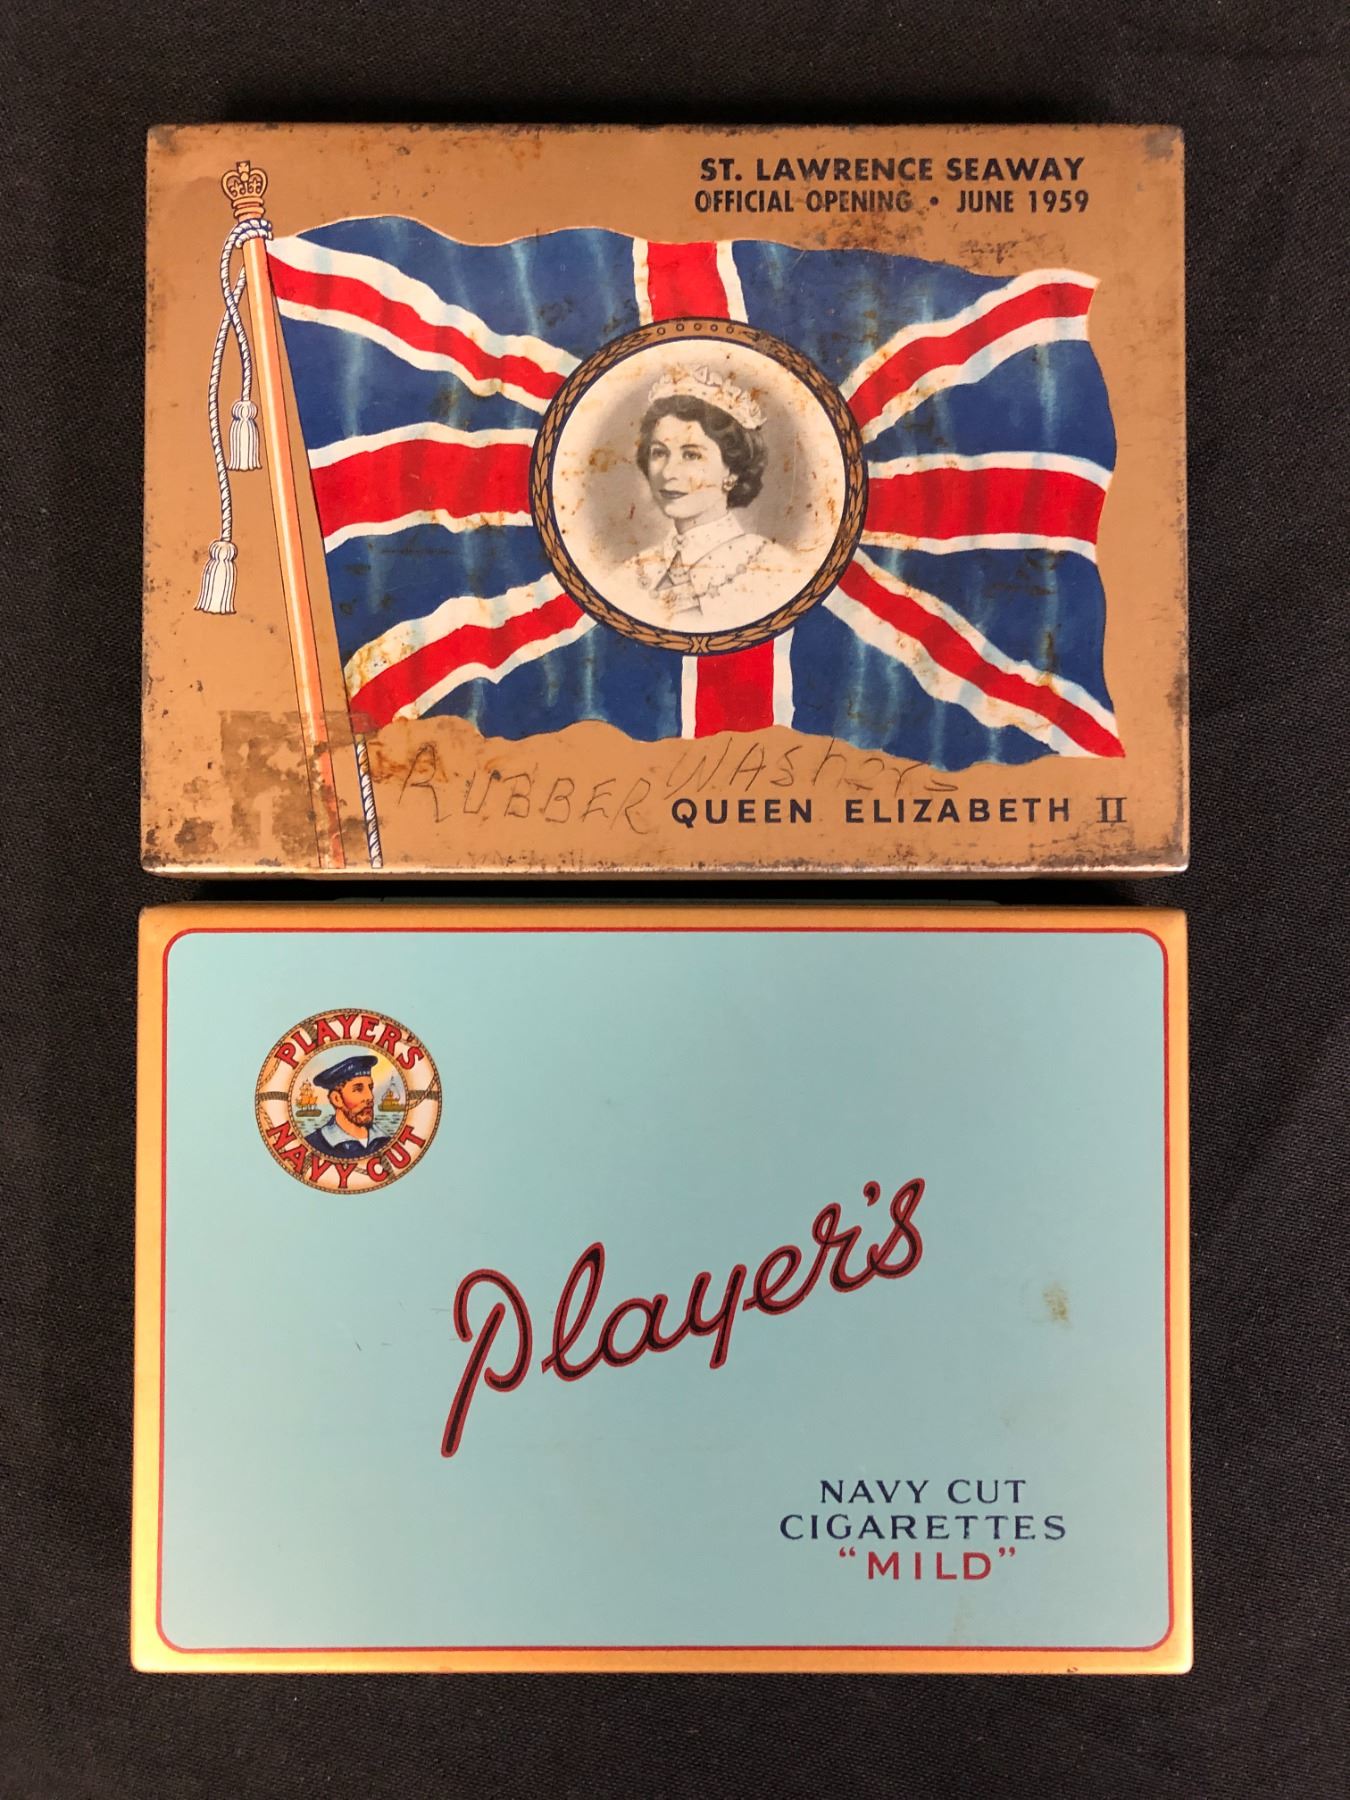 ST. LAWRENCE SEAWAY
OFFICIAL OPENING • JUNE 1959
RUBBER WASHERS
QUEEN ELIZABETH II
PLAYER'S
NAVY CUT
Player's
NAVY CUT
CIGARETTES
"MILD"